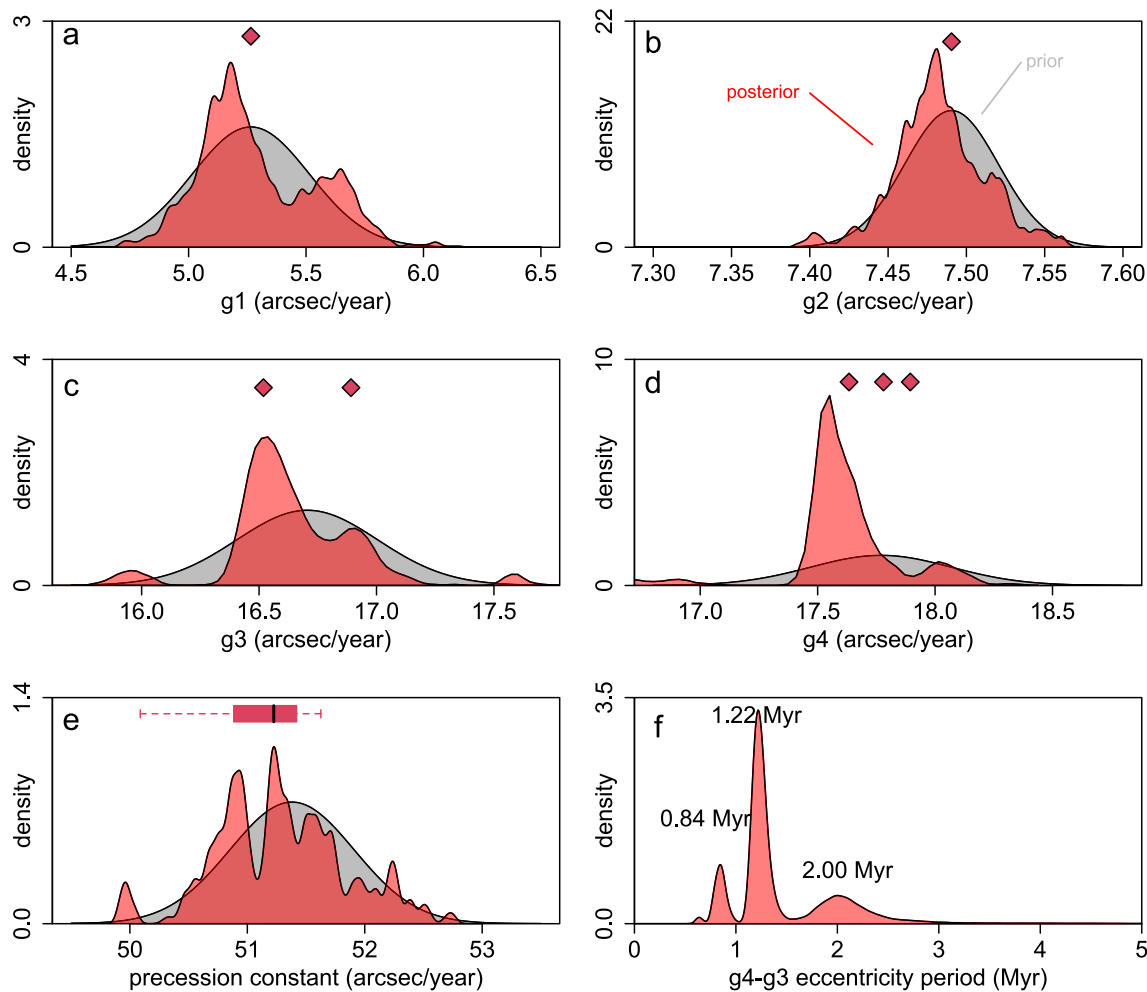 3
a
density
0
4.5 5.0 5.5 6.0 6.5
g1 (arcsec/year)
22
b
prior
posterior
density
0
7.30 7.35 7.40 7.45 7.50 7.55 7.60
g2 (arcsec/year)
4
c
density
0
16.0 16.5 17.0 17.5
g3 (arcsec/year)
10
d
density
0
17.0 17.5 18.0 18.5
g4 (arcsec/year)
1.4
e
density
0.0
50 51 52 53
precession constant (arcsec/year)
3.5
f
1.22 Myr
0.84 Myr
2.00 Myr
density
0.0
0 1 2 3 4 5
g4-g3 eccentricity period (Myr)